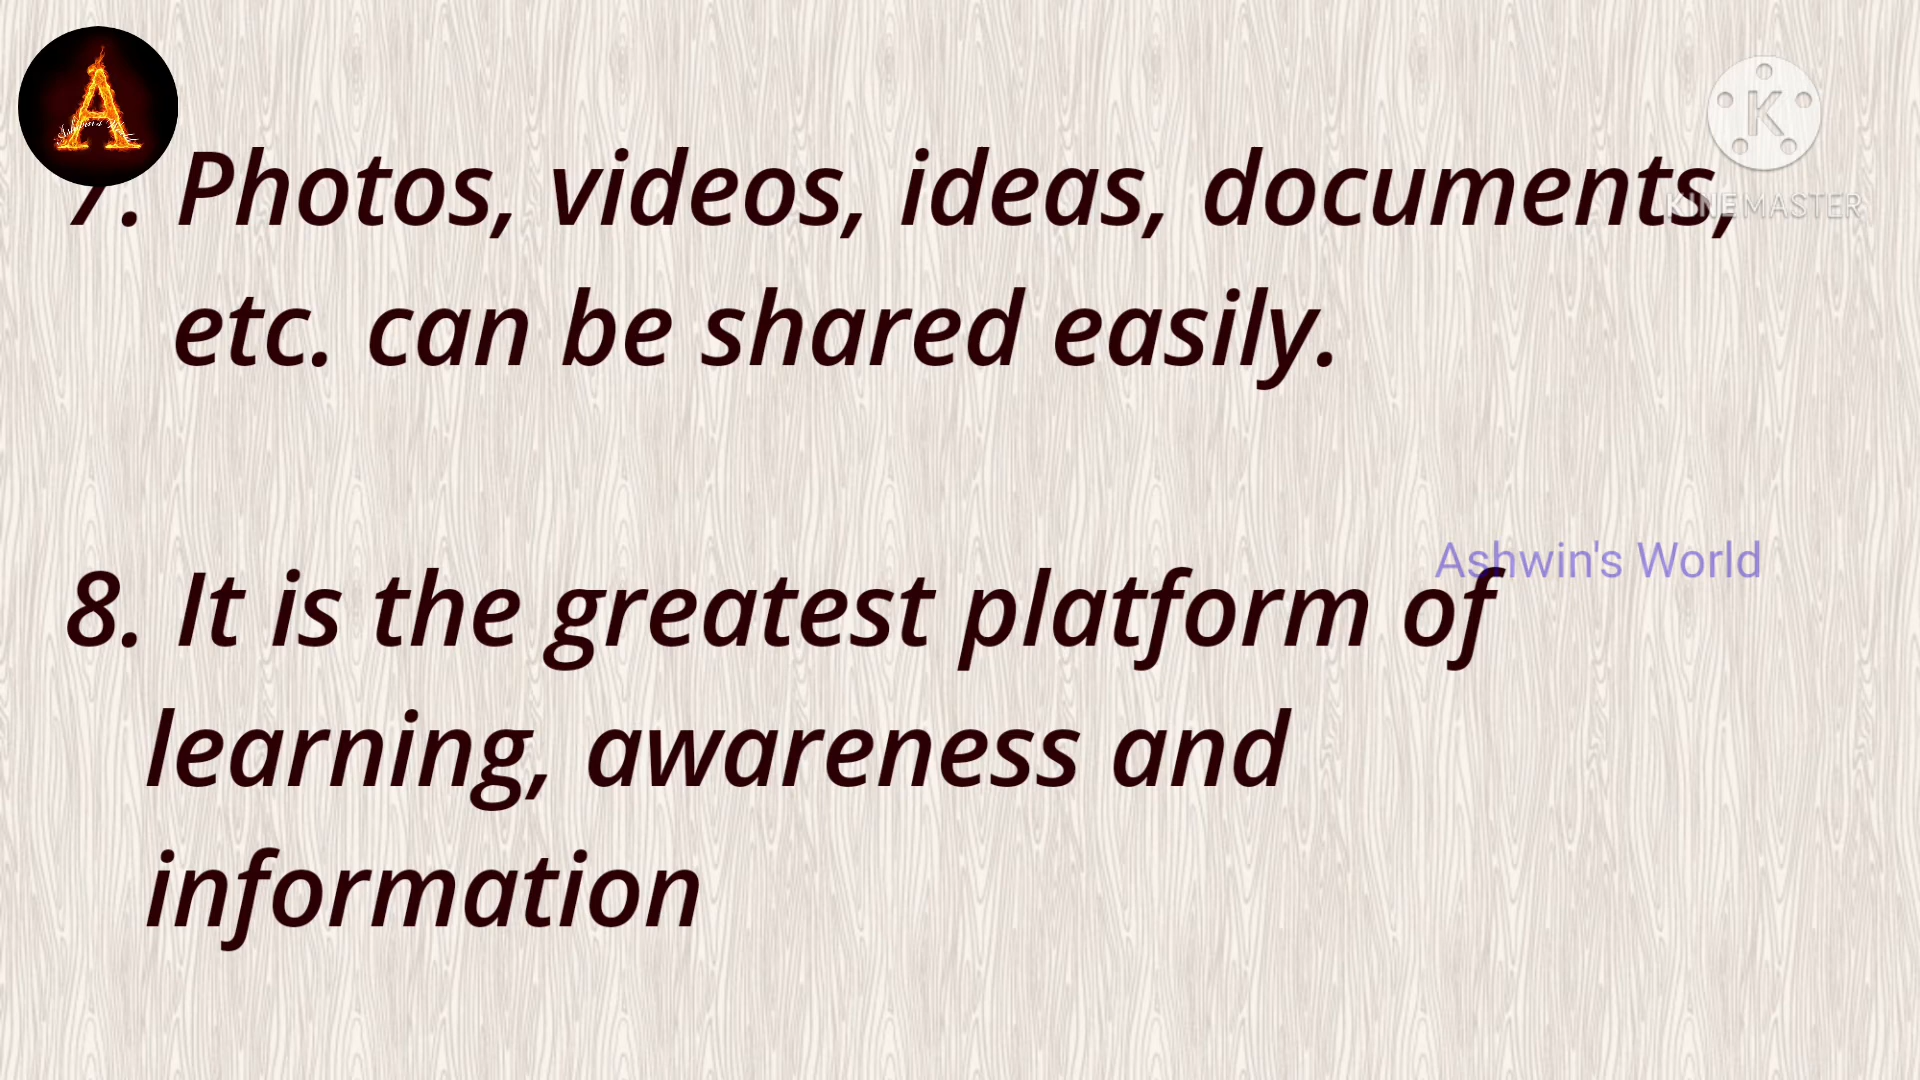 A
K
KINEMASTER
7. Photos, videos, ideas, documents,
etc. can be shared easily.
Ashwin's World
8. It is the greatest platform of
learning, awareness and
information